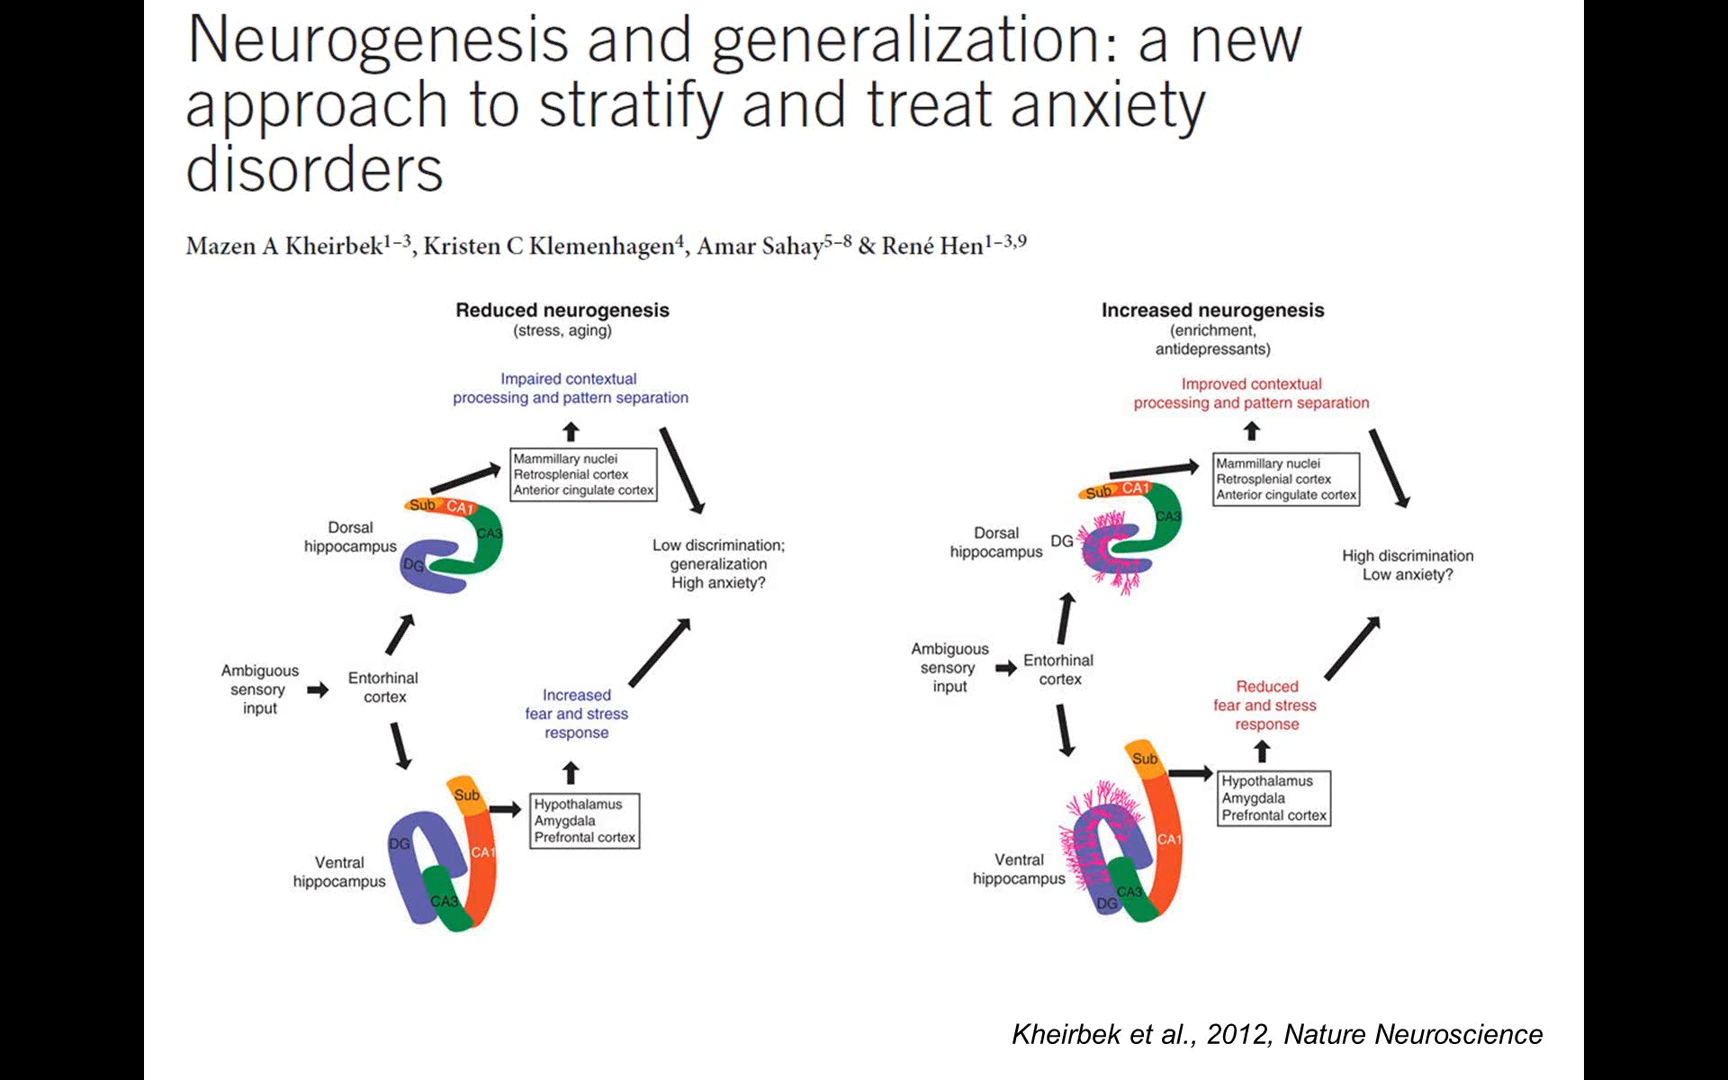 Neurogenesis and generalization: a new
approach to stratify and treat anxiety
disorders
Mazen A Kheirbek1–3, Kristen C Klemenhagen4, Amar Sahay5–8 & René Hen1–3,9
Reduced neurogenesis
(stress, aging)
Impaired contextual
processing and pattern separation
Mammillary nuclei
Retrosplenial cortex
Anterior cingulate cortex
Sub
CA1
CA3
DG
Dorsal
hippocampus
Low discrimination;
generalization
High anxiety?
Ambiguous
sensory
input
Entorhinal
cortex
Increased
fear and stress
response
Sub
Hypothalamus
Amygdala
Prefrontal cortex
DG
CA1
CA3
Ventral
hippocampus
Increased neurogenesis
(enrichment,
antidepressants)
Improved contextual
processing and pattern separation
Mammillary nuclei
Retrosplenial cortex
Anterior cingulate cortex
Sub
CA1
CA3
DG
Dorsal
hippocampus
High discrimination
Low anxiety?
Ambiguous
sensory
input
Entorhinal
cortex
Reduced
fear and stress
response
Sub
Hypothalamus
Amygdala
Prefrontal cortex
CA1
CA3
DG
Ventral
hippocampus
Kheirbek et al., 2012, Nature Neuroscience